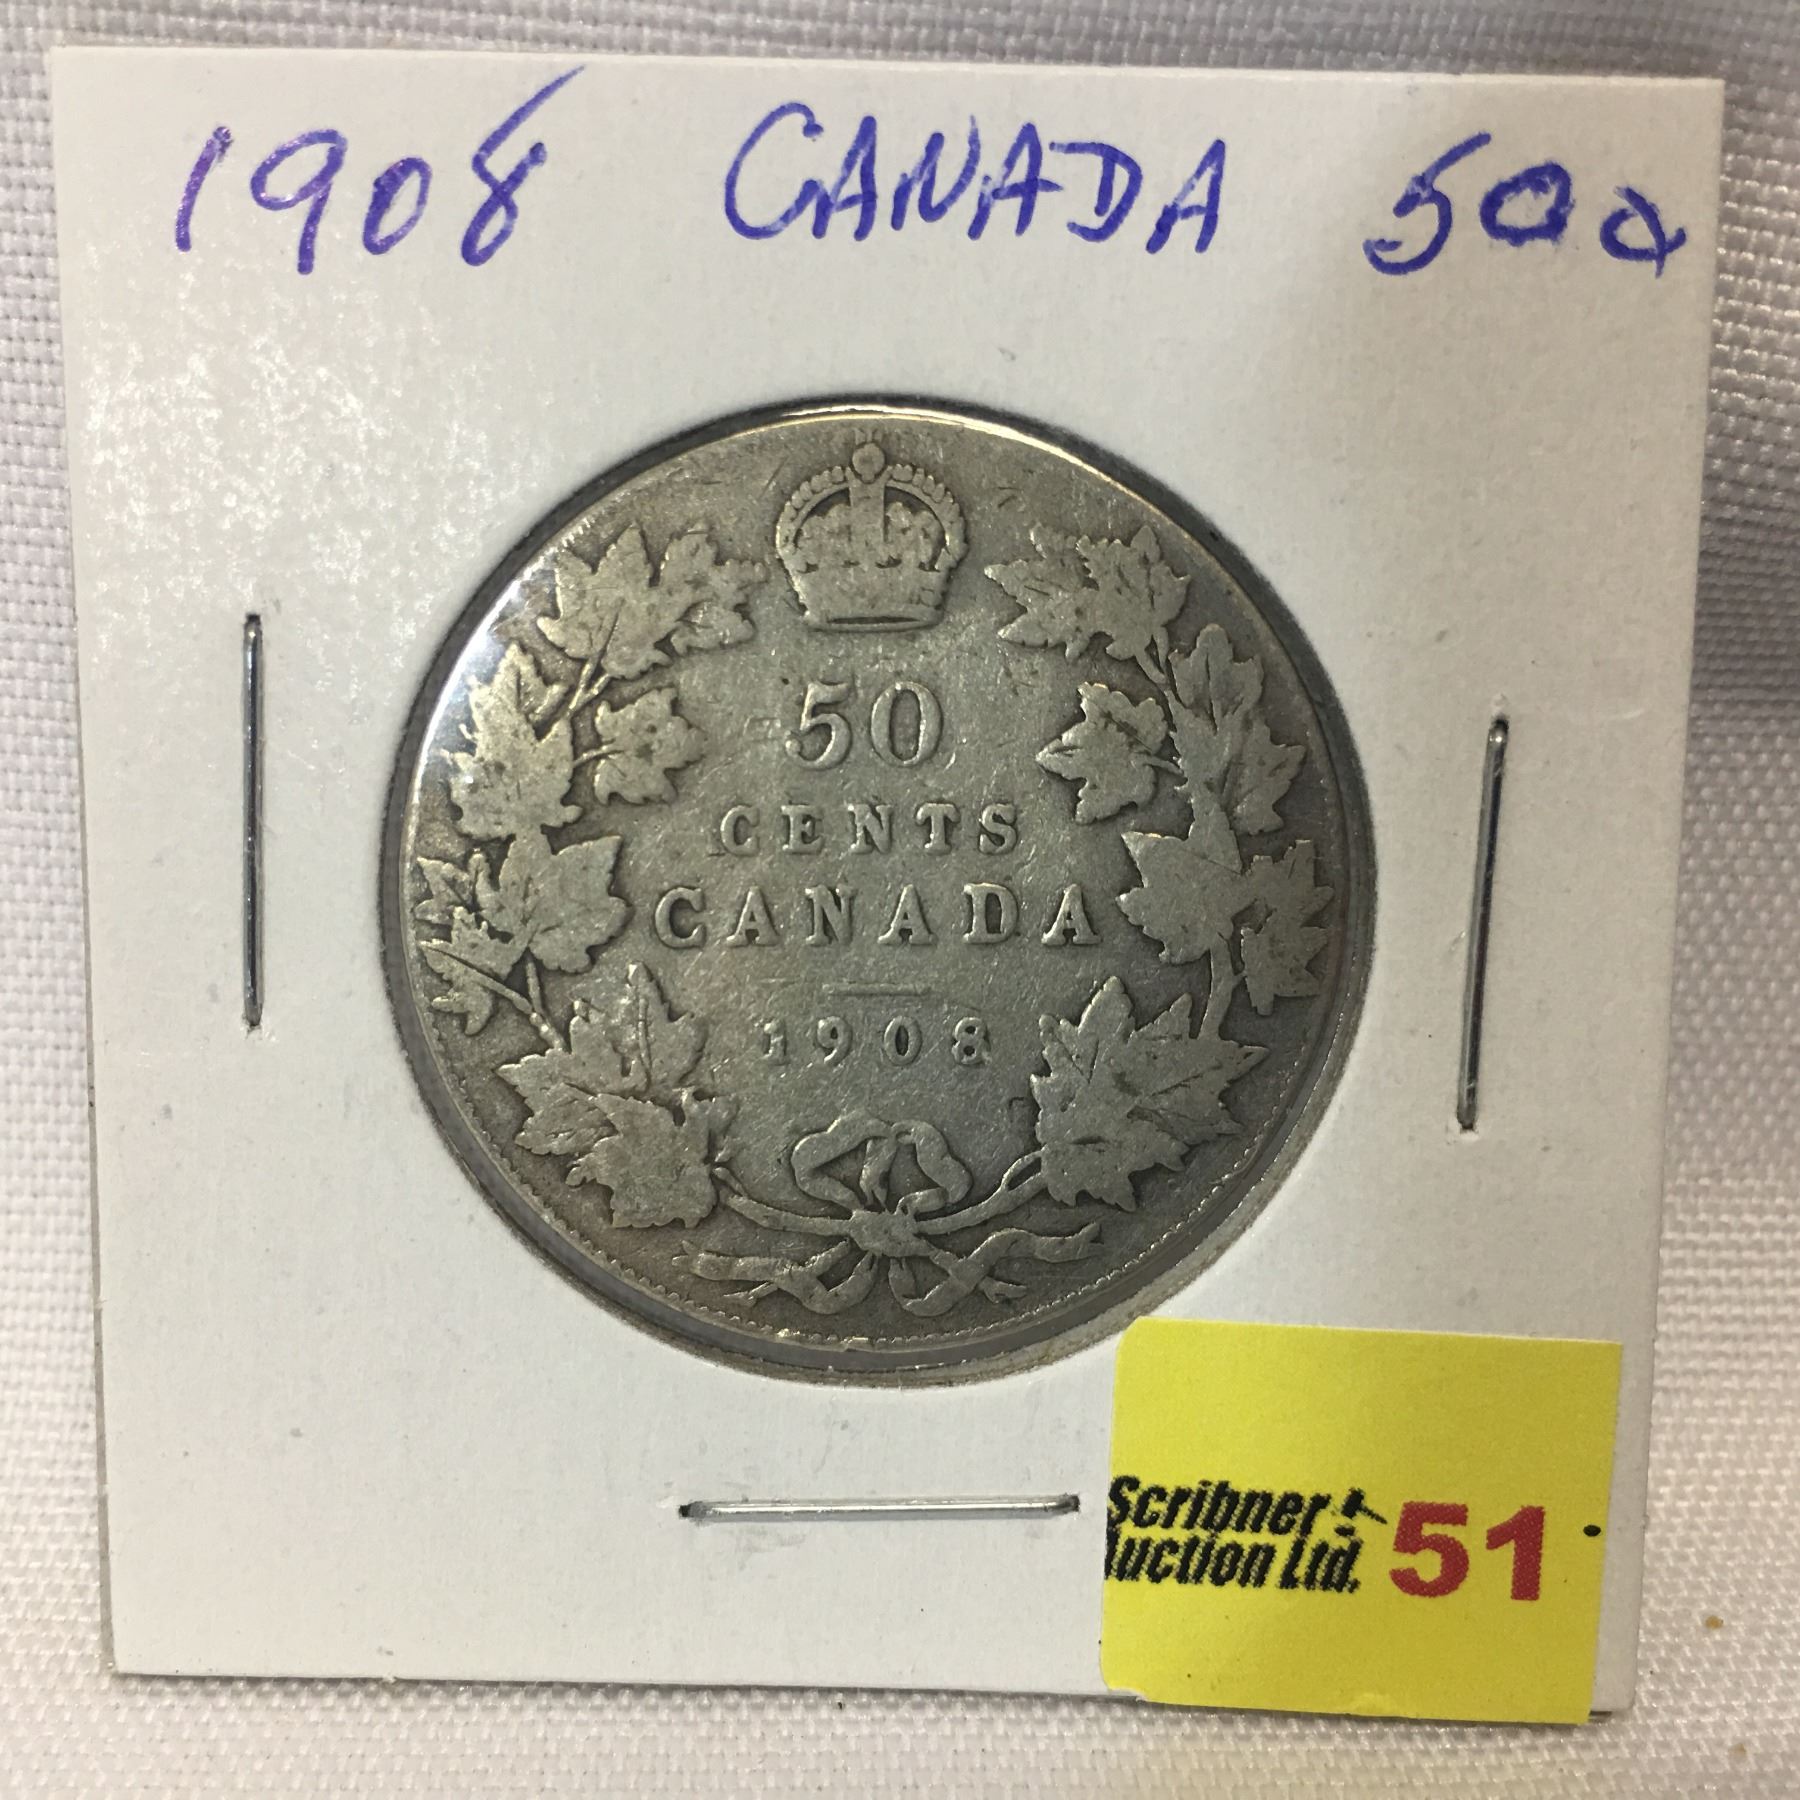 1908 CANADA 50¢
50
CENTS
CANADA
1908
Scribner
Auction Ltd. 51.